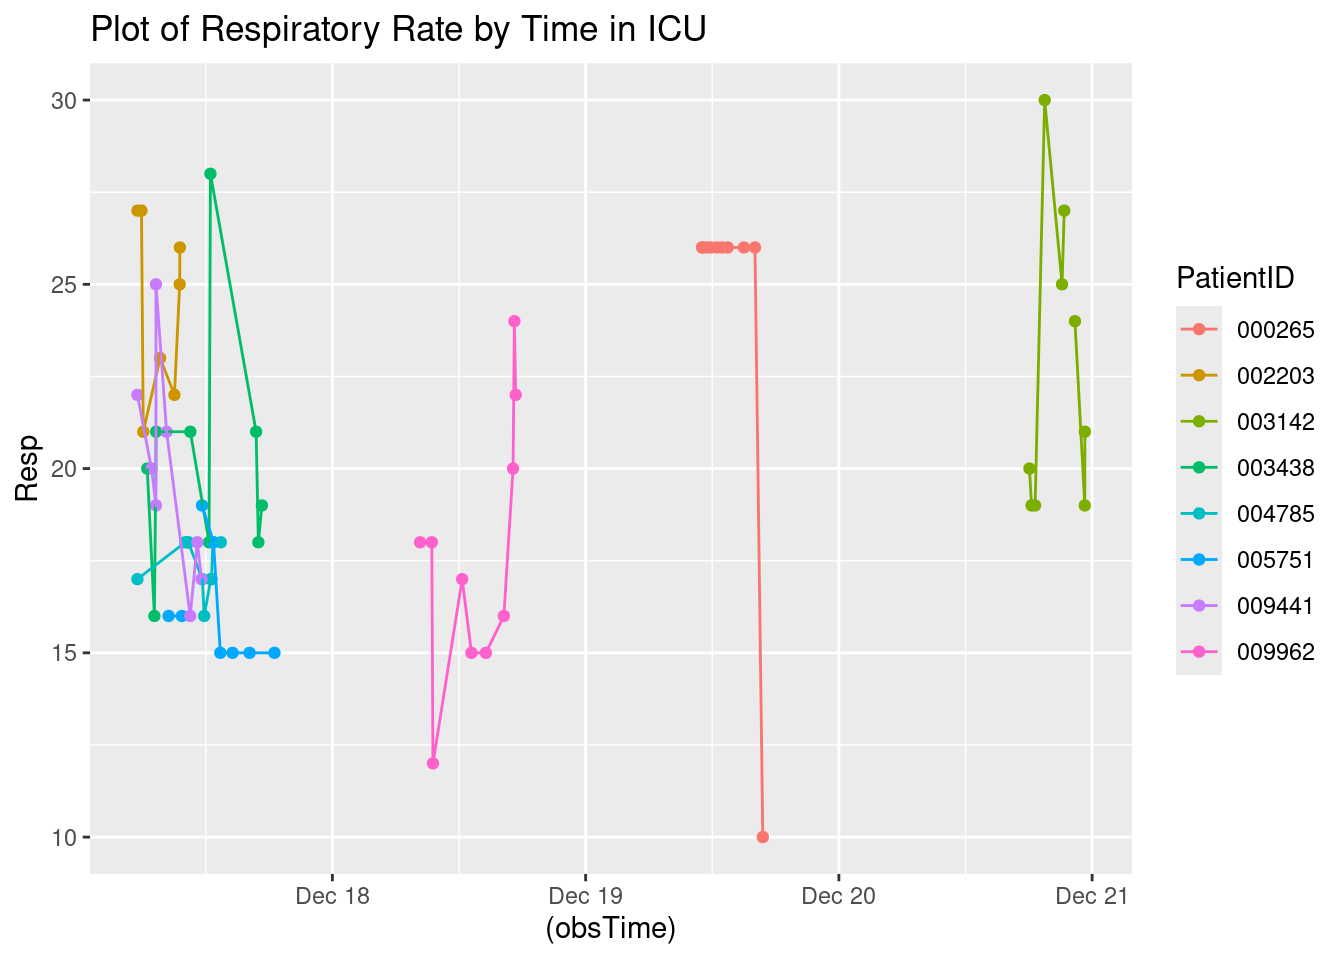 Plot of Respiratory Rate by Time in ICU
30
25
20
15
10
Resp
Dec 18
Dec 19
Dec 20
Dec 21
(obsTime)
PatientID
000265
002203
003142
003438
004785
005751
009441
009962